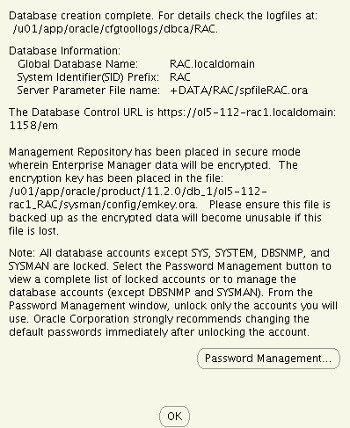 Database creation complete. For details check the logfiles at:
/u01/app/oracle/cfgtoollogs/dbca/RAC.
Database Information:
Global Database Name: RAC.localdomain
System Identifier(SID) Prefix: RAC
Server Parameter File name: +DATA/RAC/spfileRAC.ora
The Database Control URL is https://ol5-112-rac1.localdomain:
1158/em
Management Repository has been placed in secure mode
wherein Enterprise Manager data will be encrypted. The
encryption key has been placed in the file:
/u01/app/oracle/product/11.2.0/db_1/ol5-112-
rac1_RAC/sysman/config/emkey.ora. Please ensure this file is
backed up as the encrypted data will become unusable if this
file is lost.
Note: All database accounts except SYS, SYSTEM, DBSNMP, and
SYSMAN are locked. Select the Password Management button to
view a complete list of locked accounts or to manage the
database accounts (except DBSNMP and SYSMAN). From the
Password Management window, unlock only the accounts you will
use. Oracle Corporation strongly recommends changing the
default passwords immediately after unlocking the account.
Password Management...
OK